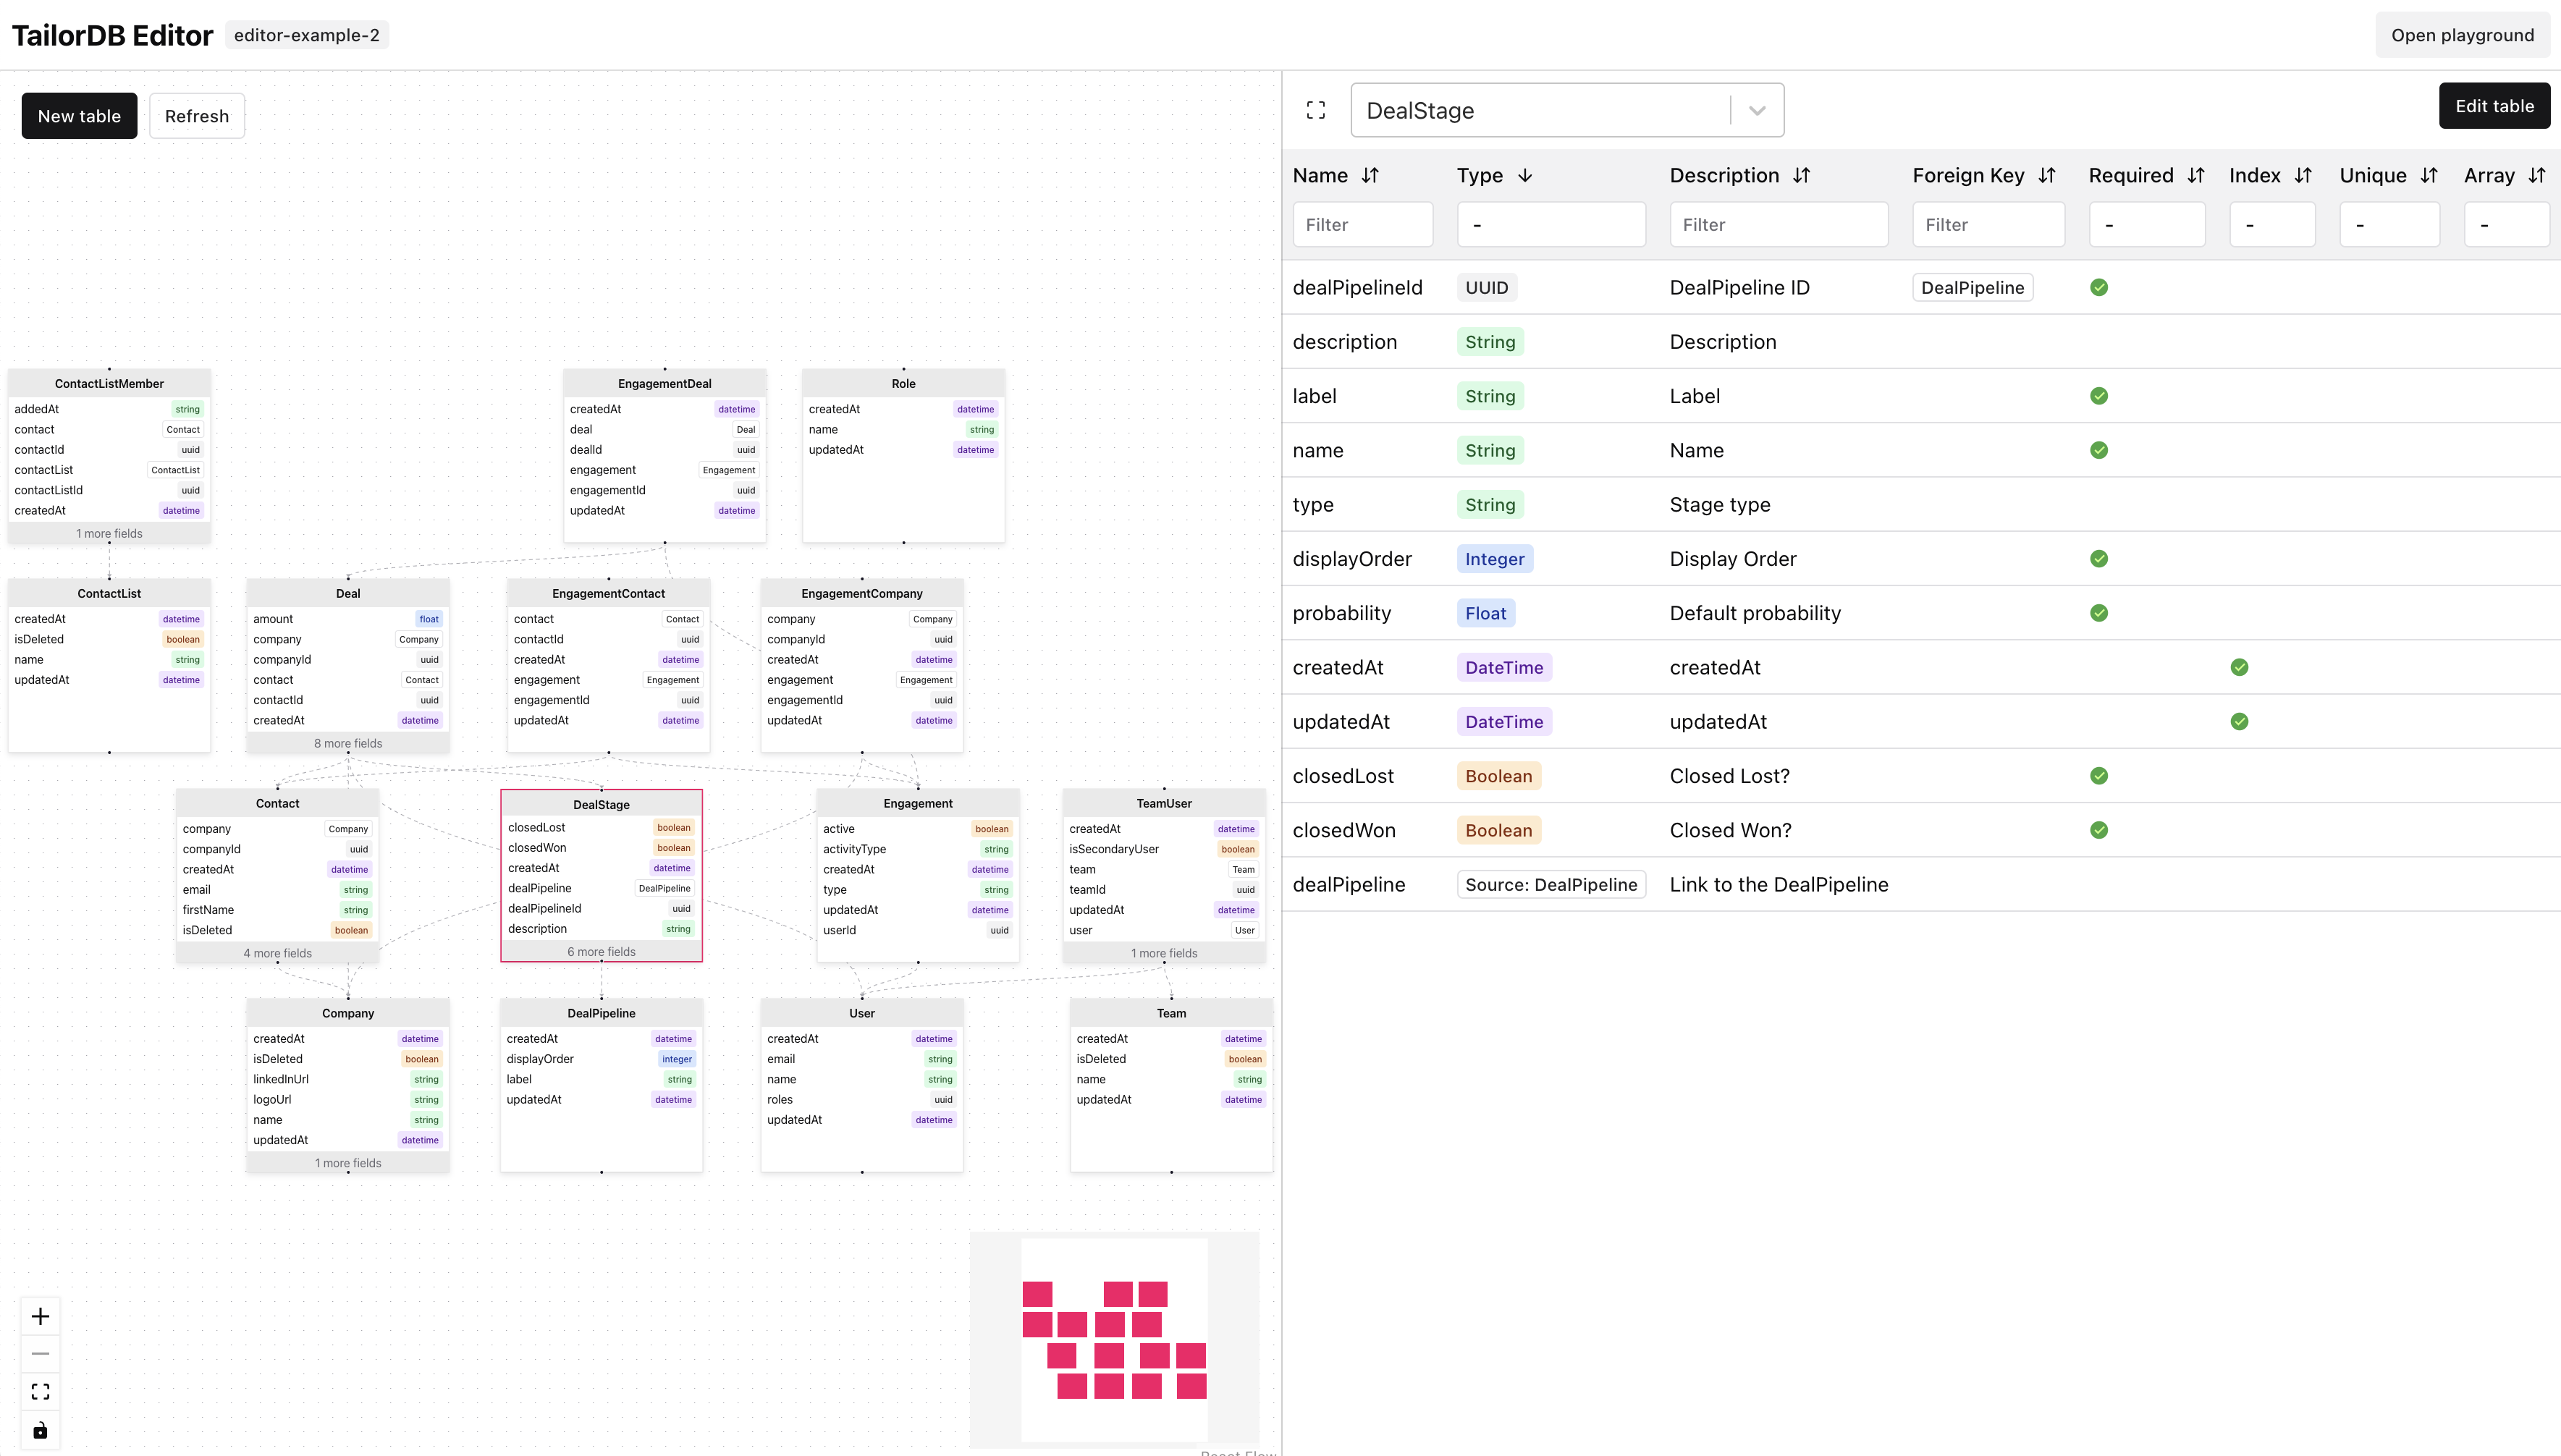 TailorDB Editor editor-example-2 Open playground
New table Refresh
ContactListMember
addedAt string
contact Contact
contactId uuid
contactList ContactList
contactListId uuid
createdAt datetime
1 more fields
EngagementDeal
createdAt datetime
deal Deal
dealId uuid
engagement Engagement
engagementId uuid
updatedAt datetime
Role
createdAt datetime
name string
updatedAt datetime
ContactList
createdAt datetime
isDeleted boolean
name string
updatedAt datetime
Deal
amount float
company Company
companyId uuid
contact Contact
contactId uuid
createdAt datetime
8 more fields
EngagementContact
contact Contact
contactId uuid
createdAt datetime
engagement Engagement
engagementId uuid
updatedAt datetime
EngagementCompany
company Company
companyId uuid
createdAt datetime
engagement Engagement
engagementId uuid
updatedAt datetime
Contact
company Company
companyId uuid
createdAt datetime
email string
firstName string
isDeleted boolean
4 more fields
DealStage
closedLost boolean
closedWon boolean
createdAt datetime
dealPipeline DealPipeline
dealPipelineId uuid
description string
6 more fields
Engagement
active boolean
activityType string
createdAt datetime
type string
updatedAt datetime
userId uuid
TeamUser
createdAt datetime
isSecondaryUser boolean
team Team
teamId uuid
updatedAt datetime
user User
1 more fields
Company
createdAt datetime
isDeleted boolean
linkedInUrl string
logoUrl string
name string
updatedAt datetime
1 more fields
DealPipeline
createdAt datetime
displayOrder integer
label string
updatedAt datetime
User
createdAt datetime
email string
name string
roles uuid
updatedAt datetime
Team
createdAt datetime
isDeleted boolean
name string
updatedAt datetime
DealStage Edit table
Name Type Description Foreign Key Required Index Unique Array
Filter - Filter Filter - - - -
dealPipelineId UUID DealPipeline ID DealPipeline
description String Description
label String Label
name String Name
type String Stage type
displayOrder Integer Display Order
probability Float Default probability
createdAt DateTime createdAt
updatedAt DateTime updatedAt
closedLost Boolean Closed Lost?
closedWon Boolean Closed Won?
dealPipeline Source: DealPipeline Link to the DealPipeline